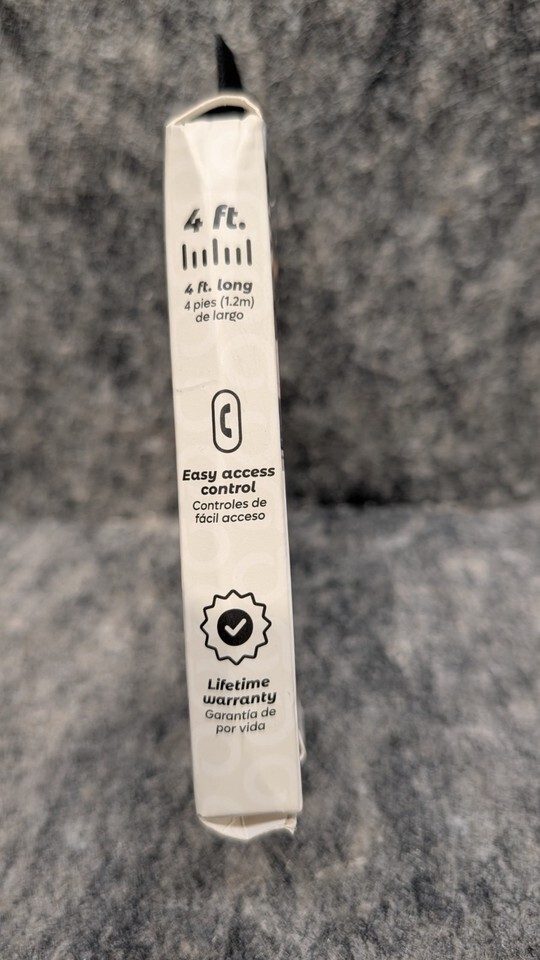 4 ft.
4 ft. long
4 pies (1.2m)
de largo
Easy access
control
Controles de
fácil acceso
Lifetime
warranty
Garantía de
por vida